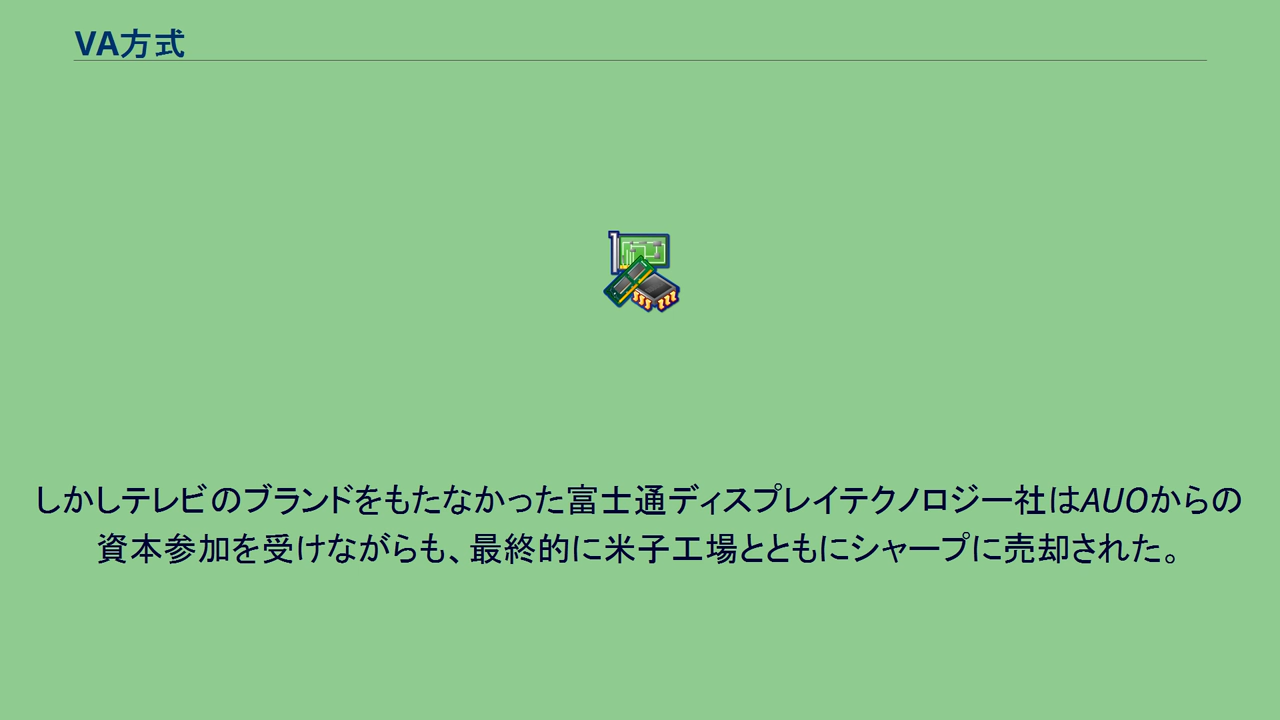 VA方式
しかしテレビのブランドをもたなかった富士通ディスプレイテクノロジー社はAUOからの
資本参加を受けながらも、最終的に米子工場とともにシャープに売却された。